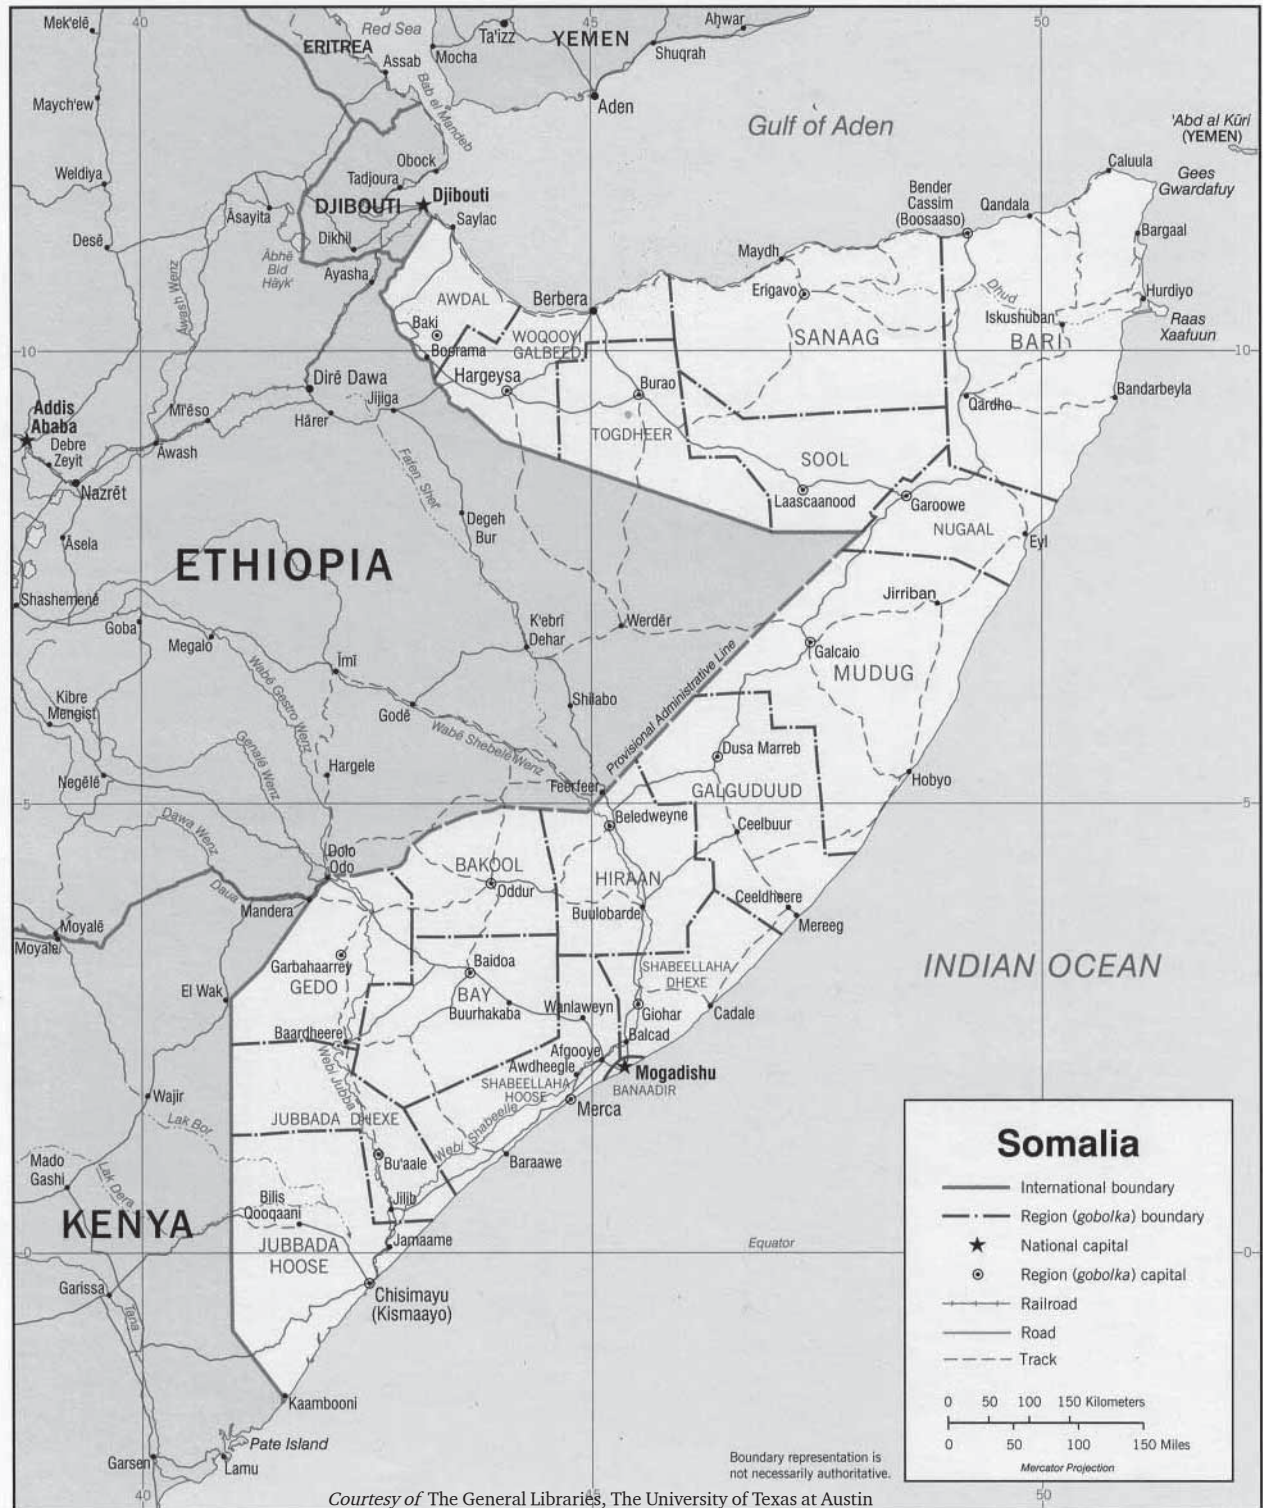 40
45
50
Mek'elē
Red Sea
Ta'izz
YEMEN
Aḥwar
ERITREA
Mocha
Shuqrah
Assab
Maych'ew
Bab el Mandeb
Aden
Gulf of Aden
'Abd al Kūrī
(YEMEN)
Obock
Caluula
Weldiya
Tadjoura
Djibouti
Gees
Gwardafuy
Bender
Cassim
(Boosaaso)
Qandala
Āsayita
DJIBOUTI
Saylac
Bargaal
Desē
Dikhil
Maydh
Ābhē
Bid
Hāyk'
Ayasha
Erigavo
Dhud
Hurdiyo
Āwash Wenz
AWDAL
Berbera
Iskushuban
Raas
Xaafuun
Baki
WOQOOYI
GALBEED
SANAAG
BARI
Boorama
10
10
Dirē Dawa
Hargeysa
Burao
Bandarbeyla
Jijiga
Qardho
Addis
Ababa
Mī'ēso
Hārer
TOGDHEER
Debre
Zeyit
Awash
SOOL
Fafen Shet'
Nazrēt
Laascaanood
Garoowe
Degeh
Bur
NUGAAL
Āsela
Eyl
ETHIOPIA
Shashemenē
Jirriban
Goba
K'ebrī
Dehar
Werdēr
Megalo
Galcaio
Īmī
MUDUG
Provisional Administrative Line
Kibre
Mengist
Wabē Gestro Wenz
Shilabo
Godē
Wabē Shebelē Wenz
Genalē Wenz
Dusa Marreb
Negēlē
Hargele
Feerfeer
Hobyo
GALGUDUUD
5
5
Dawa Wenz
Beledweyne
Ceelbuur
Dolo
Odo
BAKOOL
HIRAAN
Daua
Oddur
Ceeldheere
Mandera
Buulobarde
Mereeg
Moyalē
Moyale
Garbahaarrey
Baidoa
SHABEELLAHA
DHEXE
INDIAN OCEAN
El Wak
GEDO
BAY
Buurhakaba
Wanlaweyn
Giohar
Cadale
Baardheere
Balcad
Afgooye
Webi Jubba
Awdheegle
Mogadishu
SHABEELLAHA
HOOSE
BANAADIR
Wajir
Merca
Lak Bor
JUBBADA DHEXE
Webi Shabeelle
Mado
Gashi
Bu'aale
Baraawe
Lak Dera
Bilis
Qooqaani
Jilib
KENYA
JUBBADA
HOOSE
Jamaame
Equator
0
0
Garissa
Chisimayu
(Kismaayo)
Tana
Kaambooni
Pate Island
Garsen
Lamu
Somalia
International boundary
Region (gobolka) boundary
National capital
Region (gobolka) capital
Railroad
Road
Track
0 50 100 150 Kilometers
0 50 100 150 Miles
Mercator Projection
Boundary representation is
not necessarily authoritative.
40
50
Courtesy of The General Libraries, The University of Texas at Austin